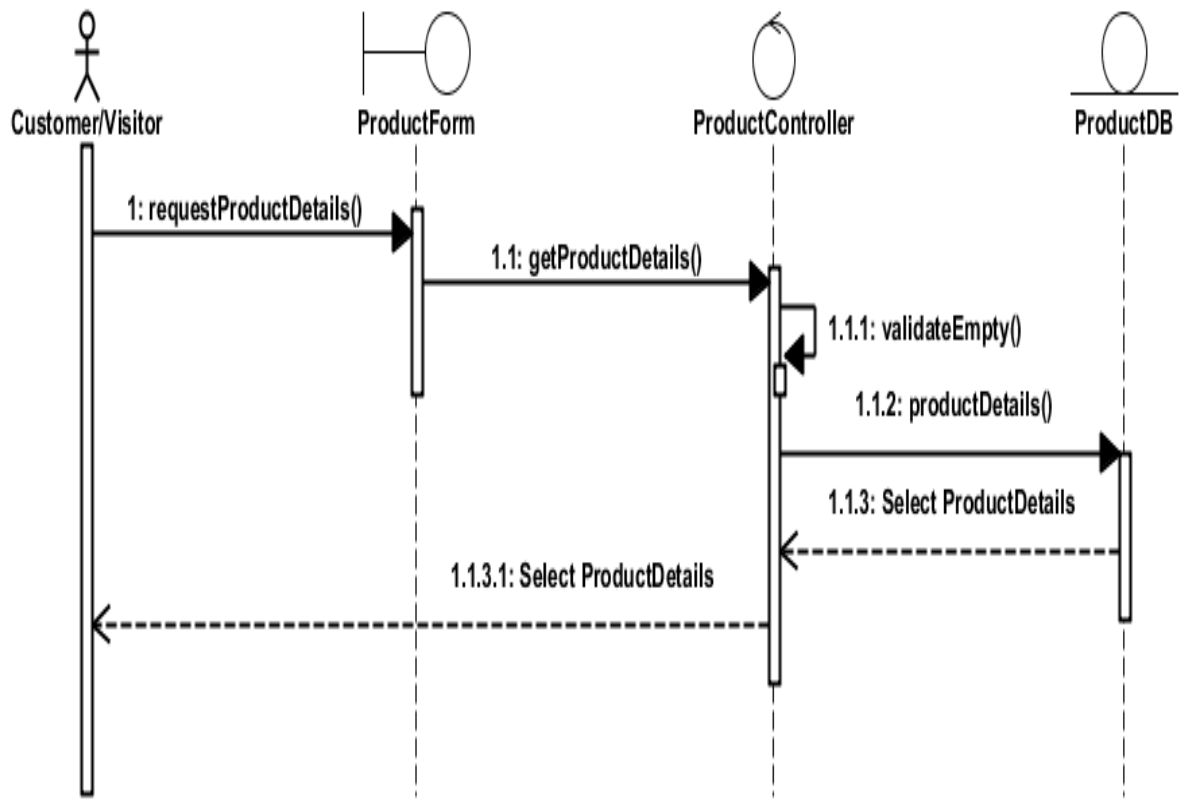 Customer/Visitor
ProductForm
ProductController
ProductDB
1: requestProductDetails()
1.1: getProductDetails()
1.1.1: validateEmpty()
1.1.2: productDetails()
1.1.3: Select ProductDetails
1.1.3.1: Select ProductDetails